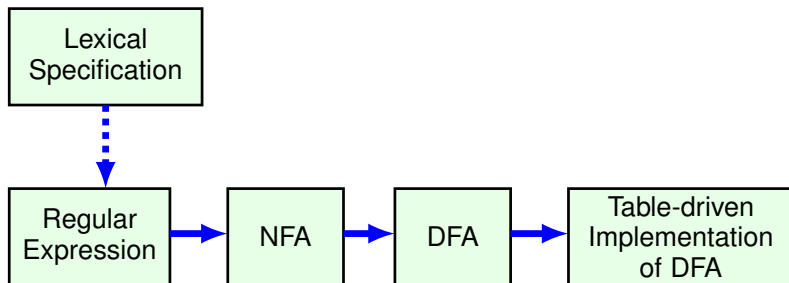 Lexical
Specification
Regular
Expression
NFA
DFA
Table-driven
Implementation
of DFA